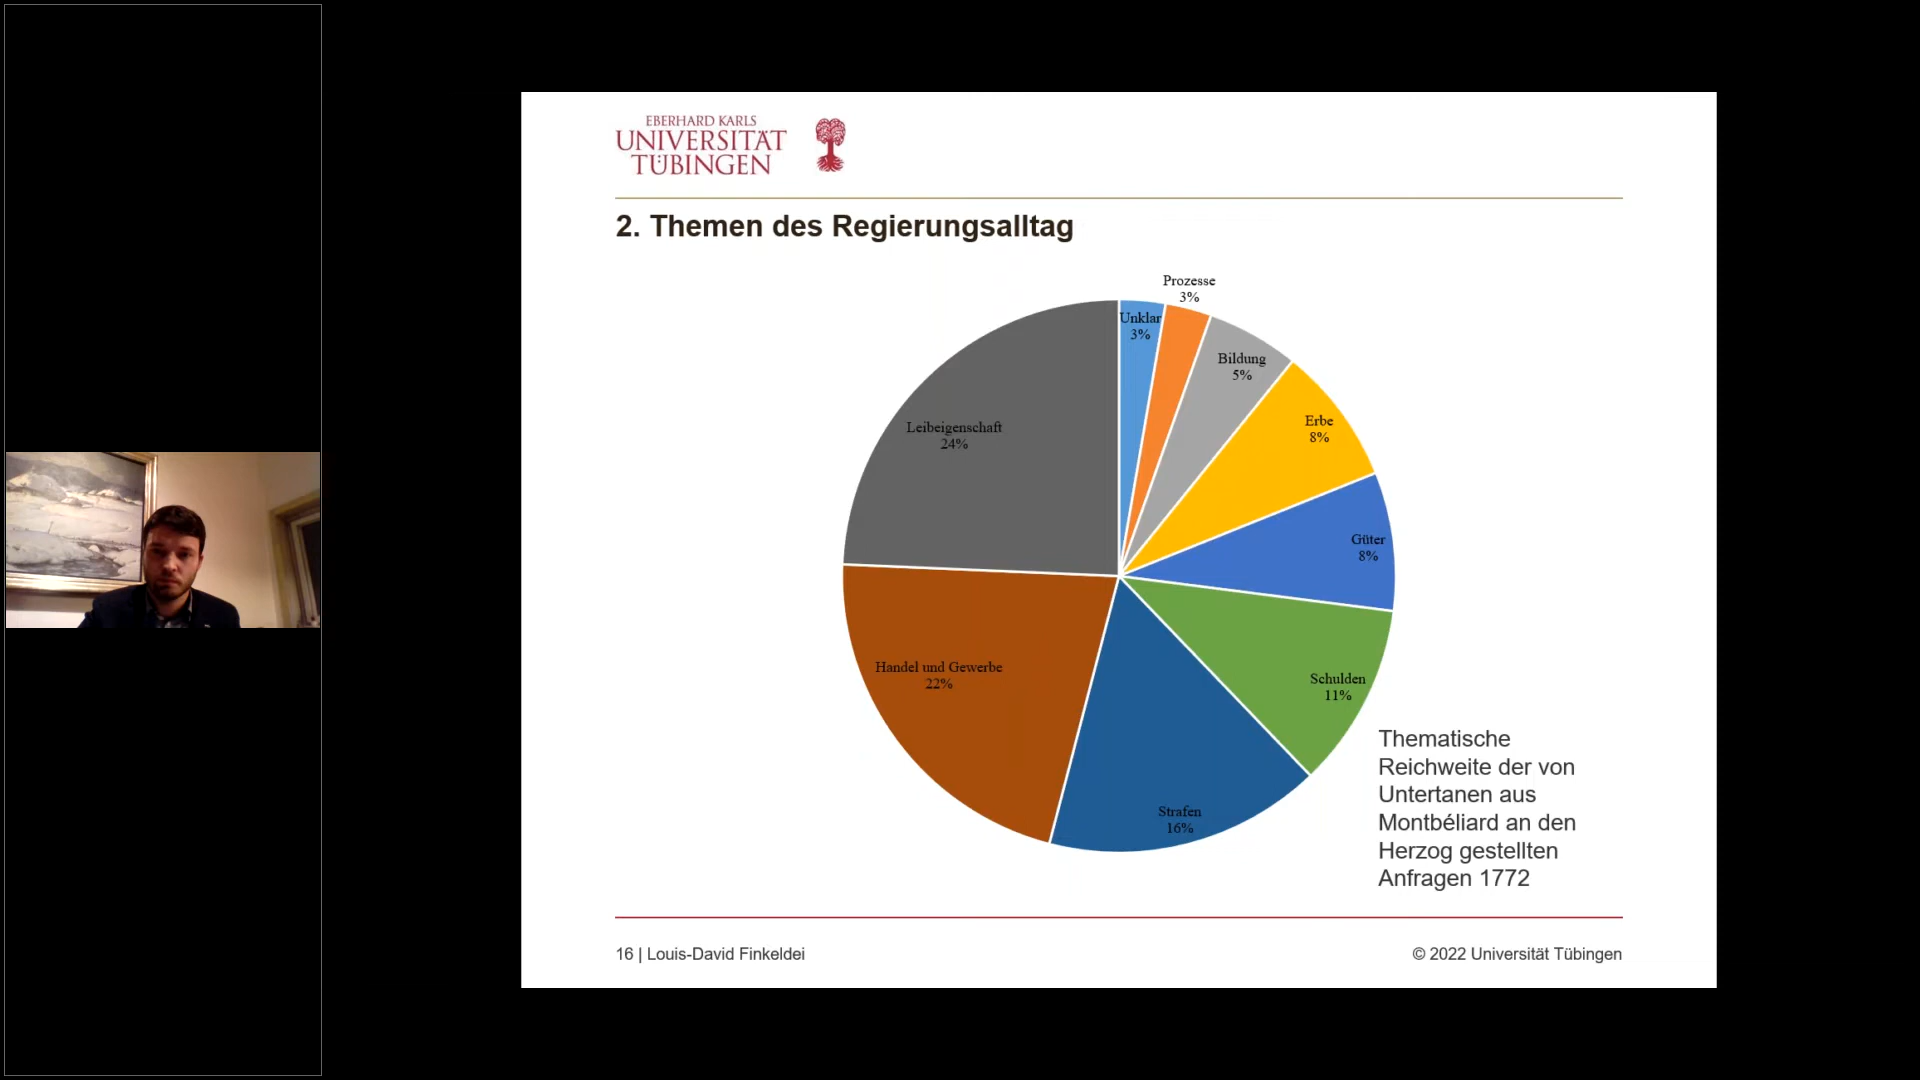 EBERHARD KARLS
UNIVERSITÄT
TÜBINGEN
2. Themen des Regierungsalltag
Prozesse
3%
Unklar
3%
Bildung
5%
Erbe
8%
Leibeigenschaft
24%
Güter
8%
Handel und Gewerbe
22%
Schulden
11%
Strafen
16%
Thematische
Reichweite der von
Untertanen aus
Montbéliard an den
Herzog gestellten
Anfragen 1772
16 | Louis-David Finkeldei
© 2022 Universität Tübingen